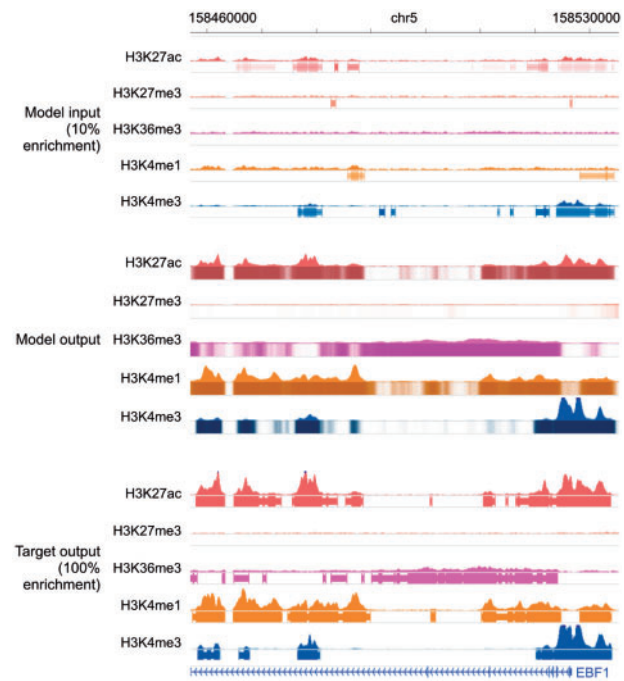 158460000 chr5 158530000
H3K27ac
H3K27me3
Model input
(10%
enrichment)
H3K36me3
H3K4me1
H3K4me3
H3K27ac
H3K27me3
Model output
H3K36me3
H3K4me1
H3K4me3
H3K27ac
H3K27me3
Target output
(100%
enrichment)
H3K36me3
H3K4me1
H3K4me3
EBF1